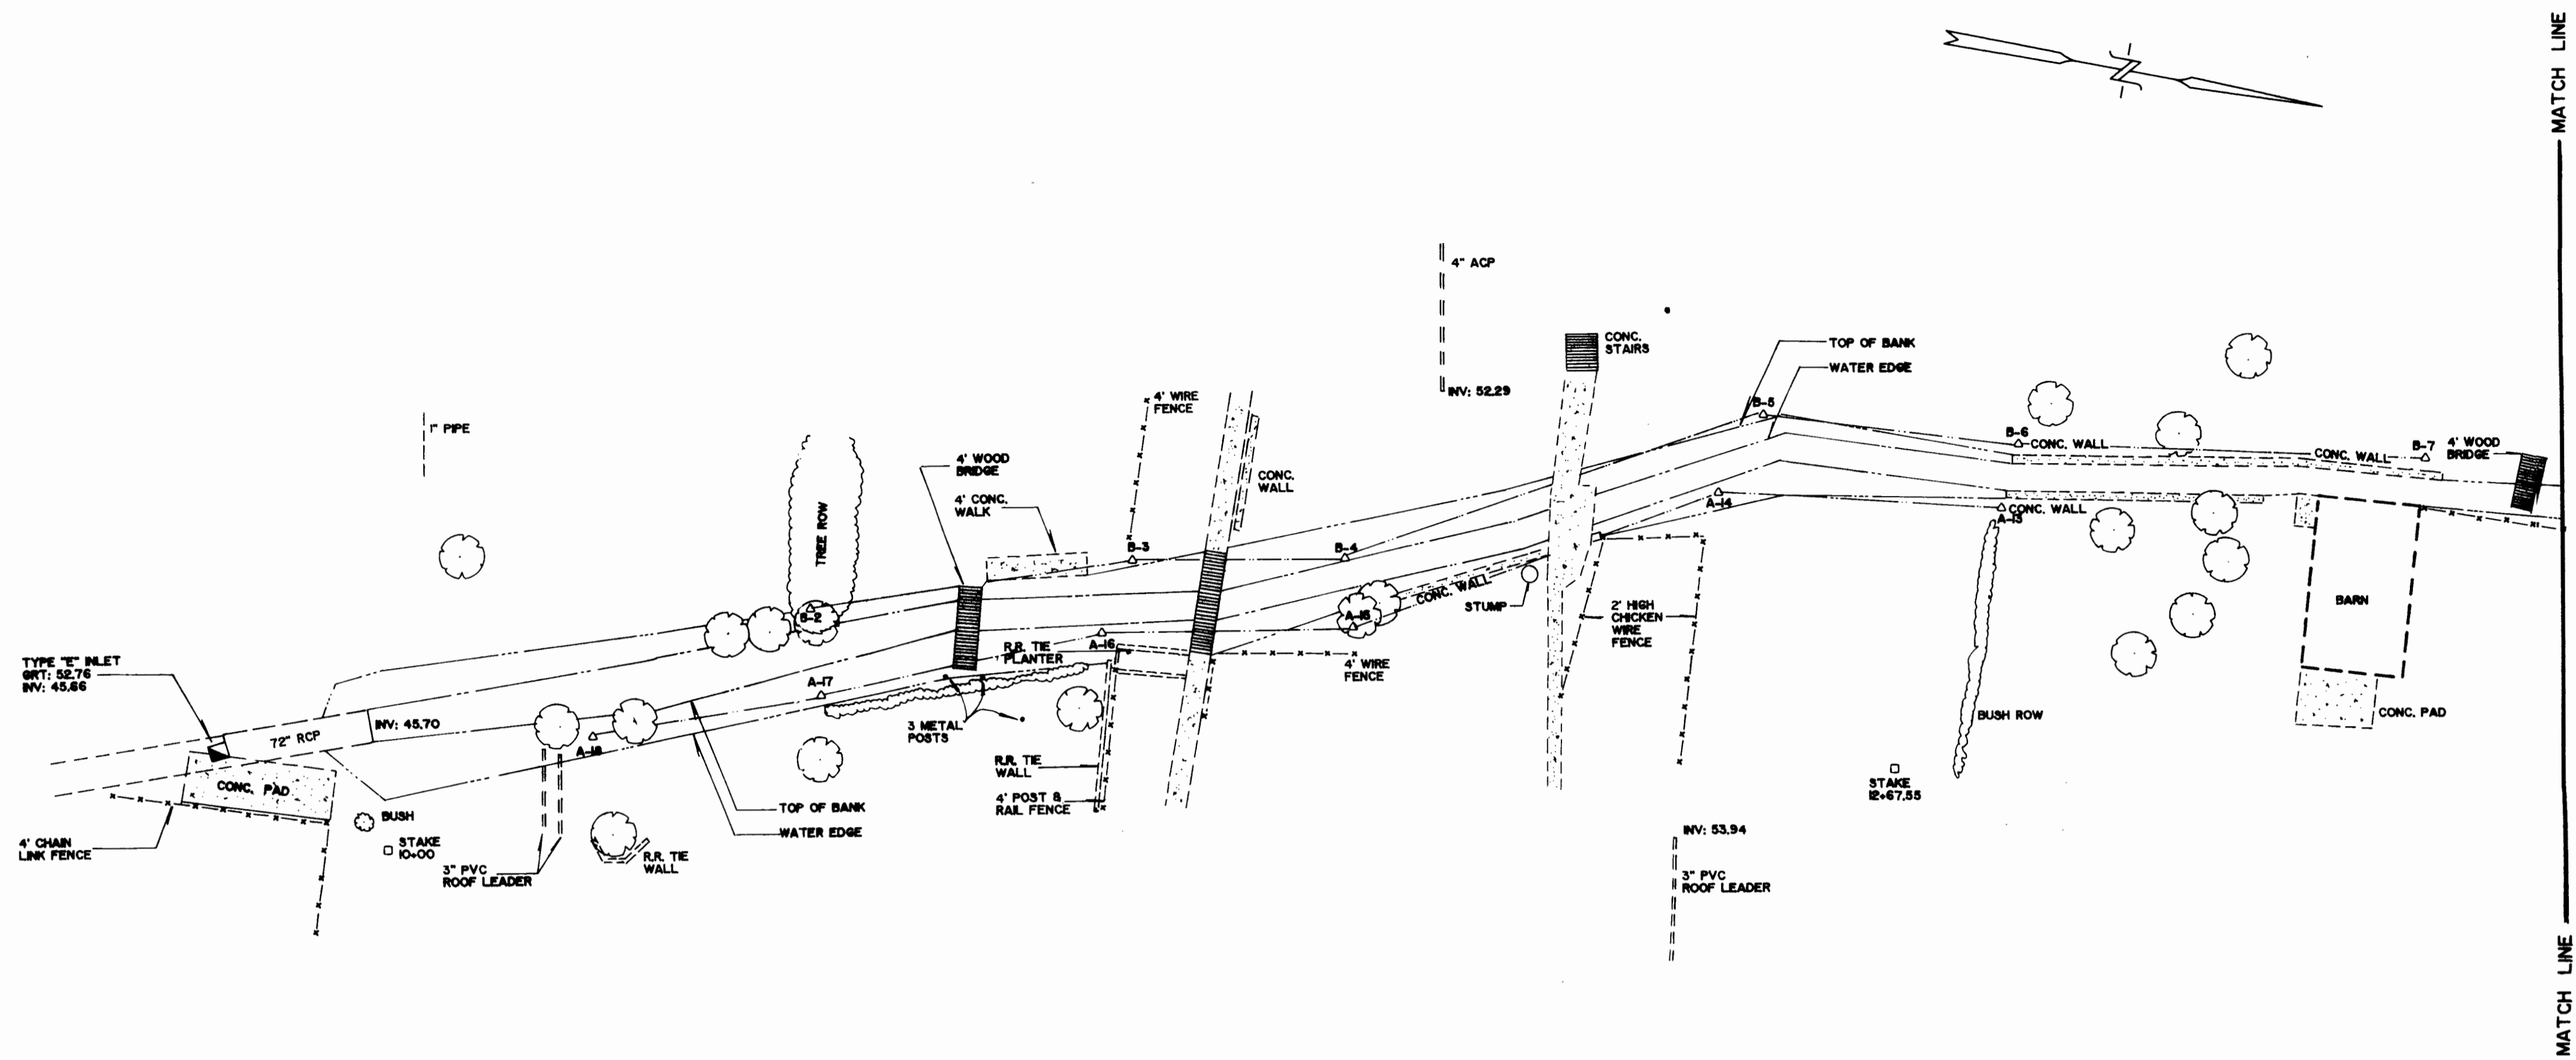 MATCH LINE
4" ACP
INV: 52.29
CONC.
STAIRS
TOP OF BANK
WATER EDGE
4' WIRE
FENCE
1" PIPE
B-5
B-6
CONC. WALL
CONC. WALL
B-7
4' WOOD
BRIDGE
4' WOOD
BRIDGE
4' CONC.
WALK
CONC.
WALL
TREE ROW
B-3
B-4
A-14
CONC. WALL
A-13
B-2
CONC. WALL
STUMP
A-15
2' HIGH
CHICKEN
WIRE
FENCE
BARN
R.R. TIE
PLANTER
A-16
4' WIRE
FENCE
TYPE "E" INLET
GRT: 52.76
INV: 45.66
A-17
INV: 45.70
72" RCP
A-18
3 METAL
POSTS
BUSH ROW
CONC. PAD
R.R. TIE
WALL
4' POST &
RAIL FENCE
STAKE
12+67.55
CONC. PAD
TOP OF BANK
WATER EDGE
BUSH
STAKE
10+00
4' CHAIN
LINK FENCE
3" PVC
ROOF LEADER
R.R. TIE
WALL
INV: 53.94
3" PVC
ROOF LEADER
MATCH LINE